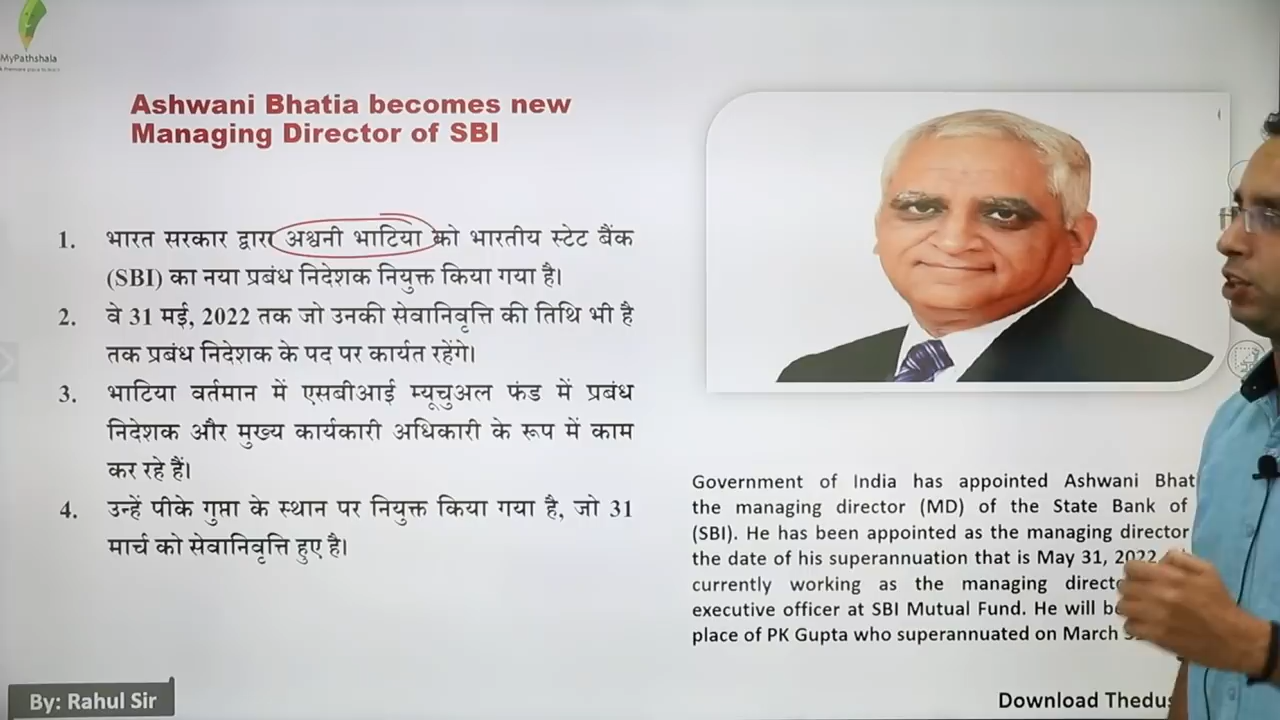 MyPathshala
Ashwani Bhatia becomes new
Managing Director of SBI
1. भारत सरकार द्वारा अश्वनी भाटिया को भारतीय स्टेट बैंक
(SBI) का नया प्रबंध निदेशक नियुक्त किया गया है।
2. वे 31 मई, 2022 तक जो उनकी सेवानिवृत्ति की तिथि भी है
तक प्रबंध निदेशक के पद पर कार्यत रहेंगे।
3. भाटिया वर्तमान में एसबीआई म्यूचुअल फंड में प्रबंध
निदेशक और मुख्य कार्यकारी अधिकारी के रूप में काम
कर रहे हैं।
4. उन्हें पीके गुप्ता के स्थान पर नियुक्त किया गया है, जो 31
मार्च को सेवानिवृत्ति हुए है।
Government of India has appointed Ashwani Bhat
the managing director (MD) of the State Bank of
(SBI). He has been appointed as the managing director
the date of his superannuation that is May 31, 2022
currently working as the managing direct
executive officer at SBI Mutual Fund. He will be
place of PK Gupta who superannuated on March
By: Rahul Sir
Download Thedus